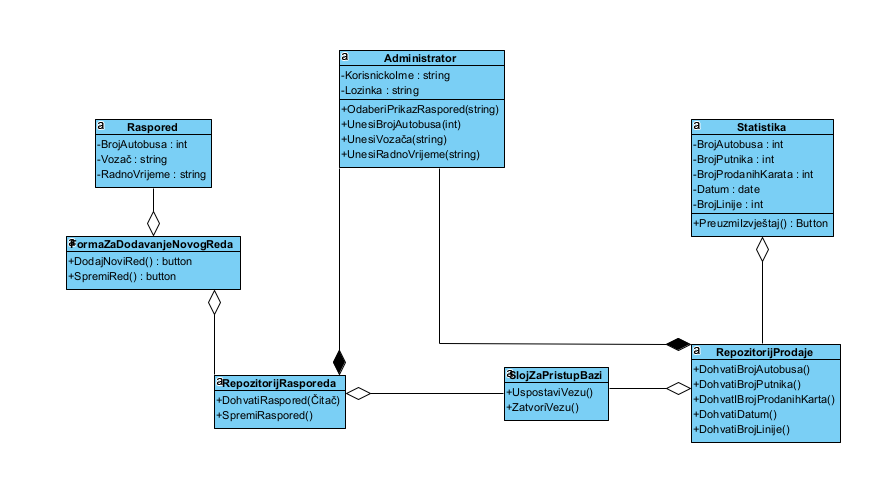 a
Administrator
-KorisnickoIme : string
-Lozinka : string
+OdaberiPrikazRaspored(string)
+UnesiBrojAutobusa(int)
+UnesiVozača(string)
+UnesiRadnoVrijeme(string)
a
Raspored
-BrojAutobusa : int
-Vozač : string
-RadnoVrijeme : string
a
Statistika
-BrojAutobusa : int
-BrojPutnika : int
-BrojProdanihKarata : int
-Datum : date
-BrojLinije : int
+PreuzmiIzvještaj() : Button
a
FormaZaDodavanjeNovogReda
+DodajNoviRed() : button
+SpremiRed() : button
a
RepozitorijRasporeda
+DohvatiRaspored(Čitač)
+SpremiRaspored()
a
SlojZaPristupBazi
+UspostaviVezu()
+ZatvoriVezu()
a
RepozitorijProdaje
+DohvatiBrojAutobusa()
+DohvatiBrojPutnika()
+DohvatIBrojProdanihKarta()
+DohvatiDatum()
+DohvatiBrojLinije()